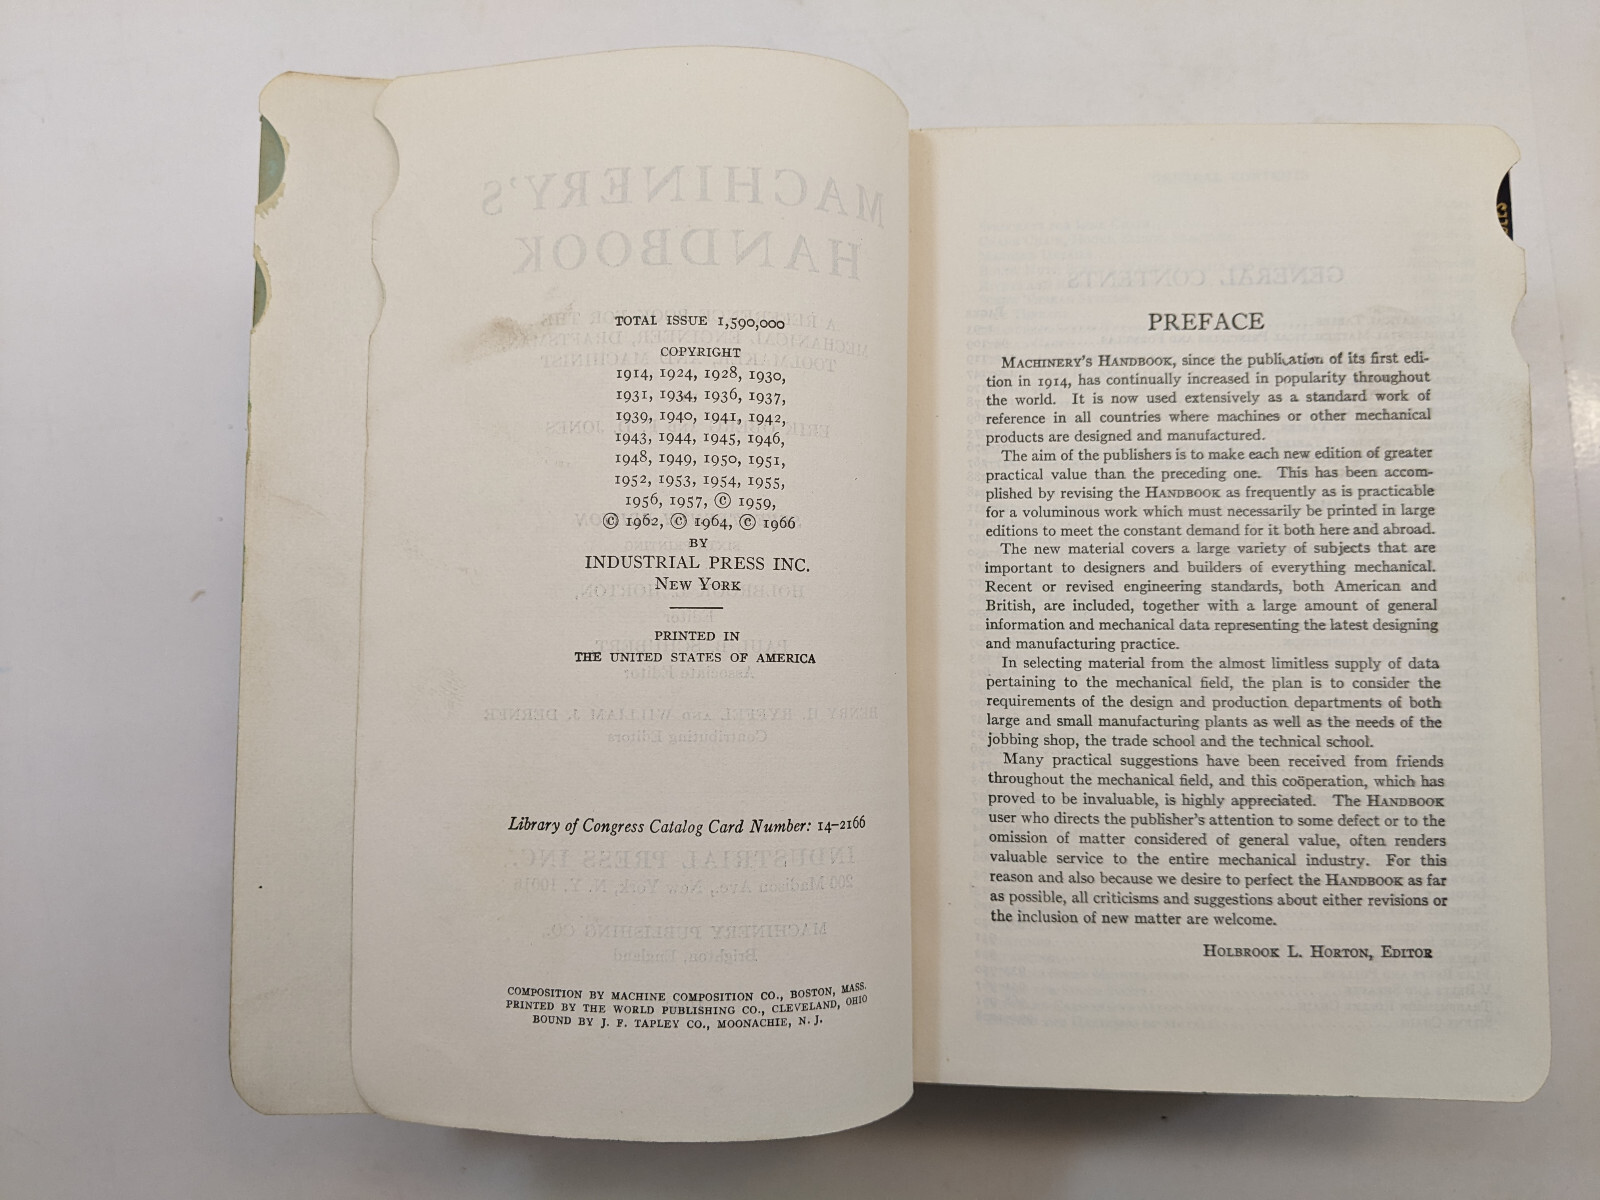 TOTAL ISSUE 1,590,000
COPYRIGHT
1914, 1924, 1928, 1930,
1931, 1934, 1936, 1937,
1939, 1940, 1941, 1942,
1943, 1944, 1945, 1946,
1948, 1949, 1950, 1951,
1952, 1953, 1954, 1955,
1956, 1957, © 1959,
© 1962, © 1964, © 1966
BY
INDUSTRIAL PRESS INC.
NEW YORK
PRINTED IN
THE UNITED STATES OF AMERICA
Library of Congress Catalog Card Number: 14-2166
COMPOSITION BY MACHINE COMPOSITION CO., BOSTON, MASS.
PRINTED BY THE WORLD PUBLISHING CO., CLEVELAND, OHIO
BOUND BY J. F. TAPLEY CO., MOONACHIE, N. J.
PREFACE
MACHINERY'S HANDBOOK, since the publication of its first edi-
tion in 1914, has continually increased in popularity throughout
the world. It is now used extensively as a standard work of
reference in all countries where machines or other mechanical
products are designed and manufactured.
The aim of the publishers is to make each new edition of greater
practical value than the preceding one. This has been accom-
plished by revising the HANDBOOK as frequently as is practicable
for a voluminous work which must necessarily be printed in large
editions to meet the constant demand for it both here and abroad.
The new material covers a large variety of subjects that are
important to designers and builders of everything mechanical.
Recent or revised engineering standards, both American and
British, are included, together with a large amount of general
information and mechanical data representing the latest designing
and manufacturing practice.
In selecting material from the almost limitless supply of data
pertaining to the mechanical field, the plan is to consider the
requirements of the design and production departments of both
large and small manufacturing plants as well as the needs of the
jobbing shop, the trade school and the technical school.
Many practical suggestions have been received from friends
throughout the mechanical field, and this coöperation, which has
proved to be invaluable, is highly appreciated. The HANDBOOK
user who directs the publisher's attention to some defect or to the
omission of matter considered of general value, often renders
valuable service to the entire mechanical industry. For this
reason and also because we desire to perfect the HANDBOOK as far
as possible, all criticisms and suggestions about either revisions or
the inclusion of new matter are welcome.
HOLBROOK L. HORTON, EDITOR